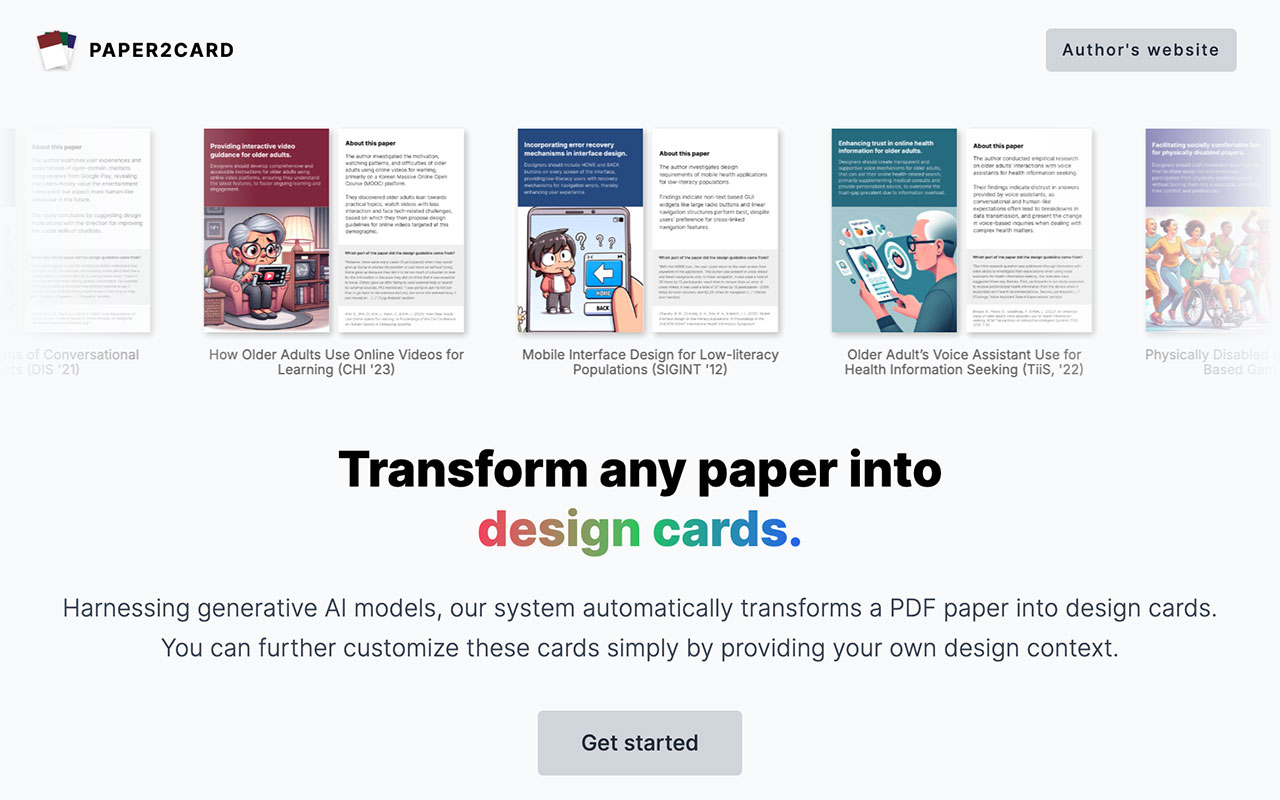 PAPER2CARD
Author's website
About this paper
The author examines user experiences and
expectations of open-domain chatbots
using reviews from Google Play, revealing
that users mostly value the entertainment
component but expect more human-like
behaviour in the future.
The study concludes by suggesting design
implications with the direction for improving
the social skills of chatbots.
ns of Conversational
ts (DIS '21)
Providing interactive video
guidance for older adults.
Designers should develop comprehensive and
accessible instructions for older adults using
online video platforms, ensuring they understand
the latest features, to foster ongoing learning and
engagement.
About this paper
The author investigated the motivation,
watching patterns, and difficulties of older
adults using online videos for learning,
primarily on a Korean Massive Online Open
Course (MOOC) platform.
They discovered older adults lean towards
practical topics, watch videos with less
interaction and face tech-related challenges,
based on which they then propose design
guidelines for online videos targeted at this
demographic.
Which part of the paper did the design guideline come from?
How Older Adults Use Online Videos for
Learning (CHI '23)
Incorporating error recovery
mechanisms in interface design.
Designers should include HOME and BACK
buttons on every screen of the interface,
providing low-literacy users with recovery
mechanisms for navigation errors, thereby
enhancing user experience.
HOME
BACK
About this paper
The author investigates design
requirements of mobile health applications
for low-literacy populations.
Findings indicate non-text based GUI
widgets like large radio buttons and linear
navigation structures perform best, despite
users' preference for cross-linked
navigation features.
Which part of the paper did the design guideline come from?
Mobile Interface Design for Low-literacy
Populations (SIGINT '12)
Enhancing trust in online health
information for older adults.
Designers should create transparent and
supportive voice mechanisms for older adults,
that can aid their online health-related search,
primarily supplementing medical consults and
provide personalized advice, to overcome the
trust-gap prevalent due to information overload.
About this paper
The author conducted empirical research
on older adults' interactions with voice
assistants for health information seeking.
Their findings indicate distrust in answers
provided by voice assistants, as
conversational and human-like
expectations often lead to breakdowns in
data transmission, and present the change
in voice-based inquiries when dealing with
complex health matters.
Which part of the paper did the design guideline come from?
Older Adult’s Voice Assistant Use for
Health Information Seeking (TiiS, '22)
Facilitating socially comfortable fun
for physically disabled players.
Physically Disabled
Based Gam
Transform any paper into
design cards.
Harnessing generative AI models, our system automatically transforms a PDF paper into design cards.
You can further customize these cards simply by providing your own design context.
Get started